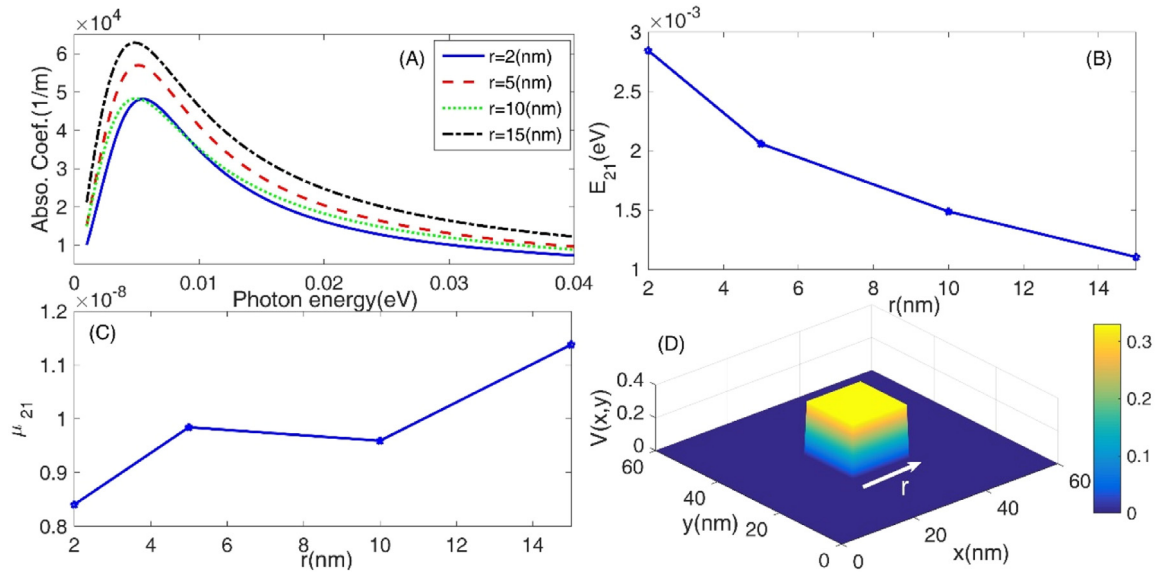 ×10⁴
6
5
4
3
2
1
0
0.01
0.02
0.03
0.04
Abso. Coef.(1/m)
Photon energy(eV)
(A)
r=2(nm)
r=5(nm)
r=10(nm)
r=15(nm)
×10⁻³
3
2.5
2
1.5
1
2
4
6
8
10
12
14
E₂₁(eV)
r(nm)
(B)
×10⁻⁸
1.2
1.1
1
0.9
0.8
2
4
6
8
10
12
14
μ₂₁
r(nm)
(C)
(D)
0.4
0.2
0
V(x,y)
60
40
20
0
y(nm)
0
20
40
60
x(nm)
r
0.3
0.2
0.1
0